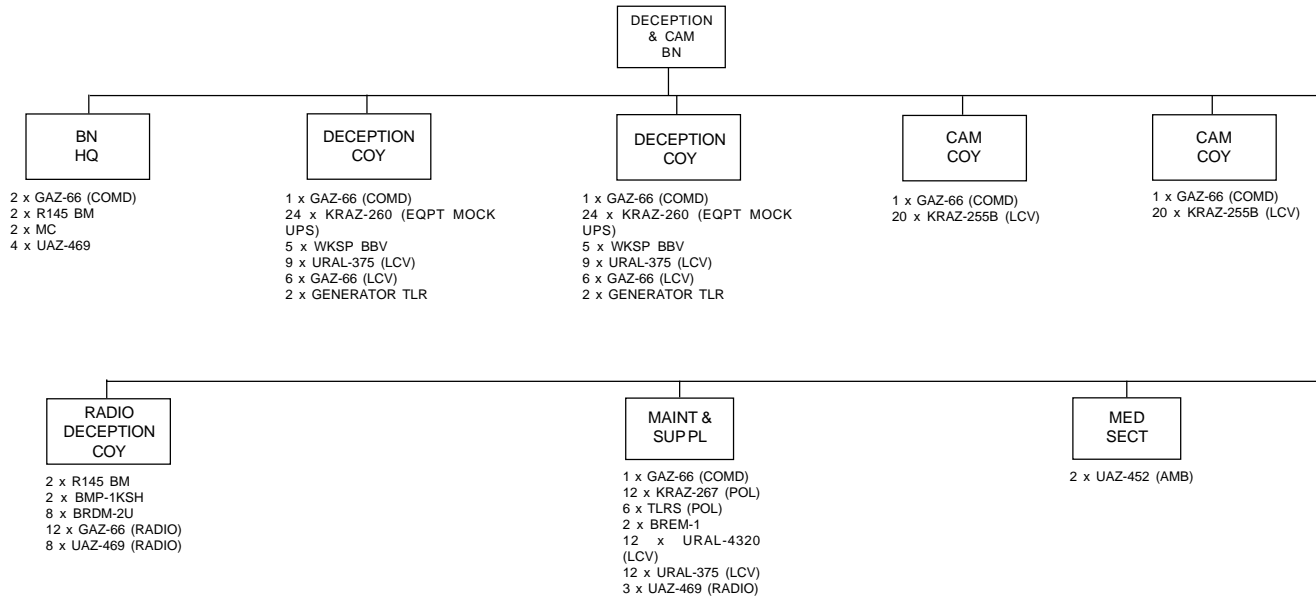 DECEPTION
& CAM
BN
BN
HQ
2 x GAZ-66 (COMD)
2 x R145 BM
2 x MC
4 x UAZ-469
DECEPTION
COY
1 x GAZ-66 (COMD)
24 x KRAZ-260 (EQPT MOCK
UPS)
5 x WKSP BBV
9 x URAL-375 (LCV)
6 x GAZ-66 (LCV)
2 x GENERATOR TLR
DECEPTION
COY
1 x GAZ-66 (COMD)
24 x KRAZ-260 (EQPT MOCK
UPS)
5 x WKSP BBV
9 x URAL-375 (LCV)
6 x GAZ-66 (LCV)
2 x GENERATOR TLR
CAM
COY
1 x GAZ-66 (COMD)
20 x KRAZ-255B (LCV)
CAM
COY
1 x GAZ-66 (COMD)
20 x KRAZ-255B (LCV)
RADIO
DECEPTION
COY
2 x R145 BM
2 x BMP-1KSH
8 x BRDM-2U
12 x GAZ-66 (RADIO)
8 x UAZ-469 (RADIO)
MAINT &
SUPPL
1 x GAZ-66 (COMD)
12 x KRAZ-267 (POL)
6 x TLRS (POL)
2 x BREM-1
12 x URAL-4320
(LCV)
12 x URAL-375 (LCV)
3 x UAZ-469 (RADIO)
MED
SECT
2 x UAZ-452 (AMB)